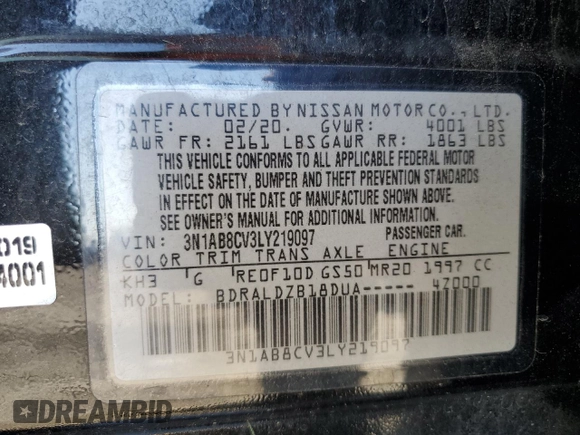 MANUFACTURED BY NISSAN MOTOR CO., LTD.
DATE: 02/20. GVWR: 4001 LBS
GAWR FR: 2161 LBS GAWR RR: 1863 LBS
THIS VEHICLE CONFORMS TO ALL APPLICABLE FEDERAL MOTOR
VEHICLE SAFETY, BUMPER AND THEFT PREVENTION STANDARDS
IN EFFECT ON THE DATE OF MANUFACTURE SHOWN ABOVE.
SEE OWNER'S MANUAL FOR ADDITIONAL INFORMATION.
VIN: 3N1AB8CV3LY219097 PASSENGER CAR.
COLOR TRIM TRANS AXLE ENGINE
KH3 G RE0F10D GS50 MR20 1997 CC
MODEL: BDRALDZB18DUA----- 47000
3N1AB8CV3LY219097
019
4001
DREAMBID